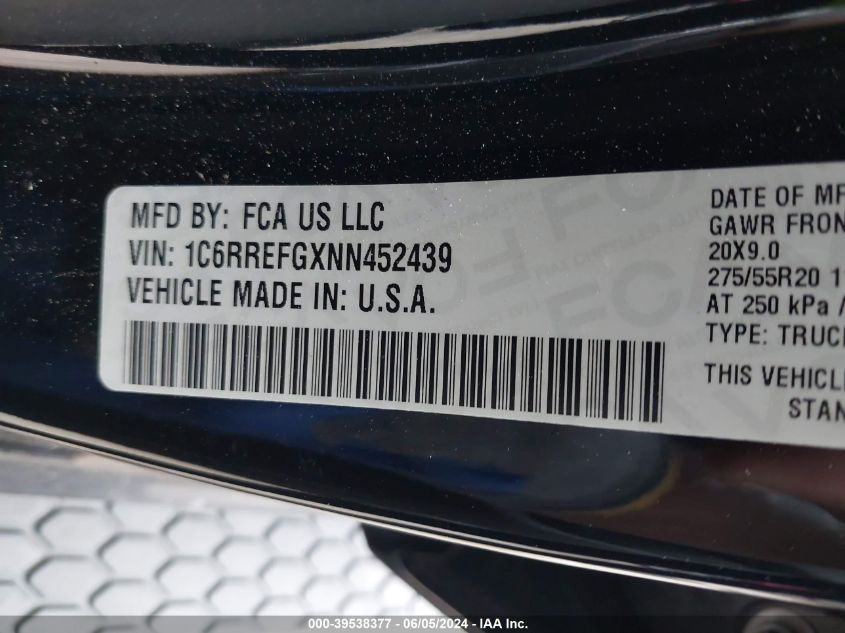 MFD BY: FCA US LLC
VIN: 1C6RREFGXNN452439
VEHICLE MADE IN: U.S.A.
DATE OF MF
GAWR FRON
20X9.0
275/55R20 1
AT 250 kPa /
TYPE: TRUC
THIS VEHICL
STAN
000-39538377 - 06/05/2024 - IAA Inc.